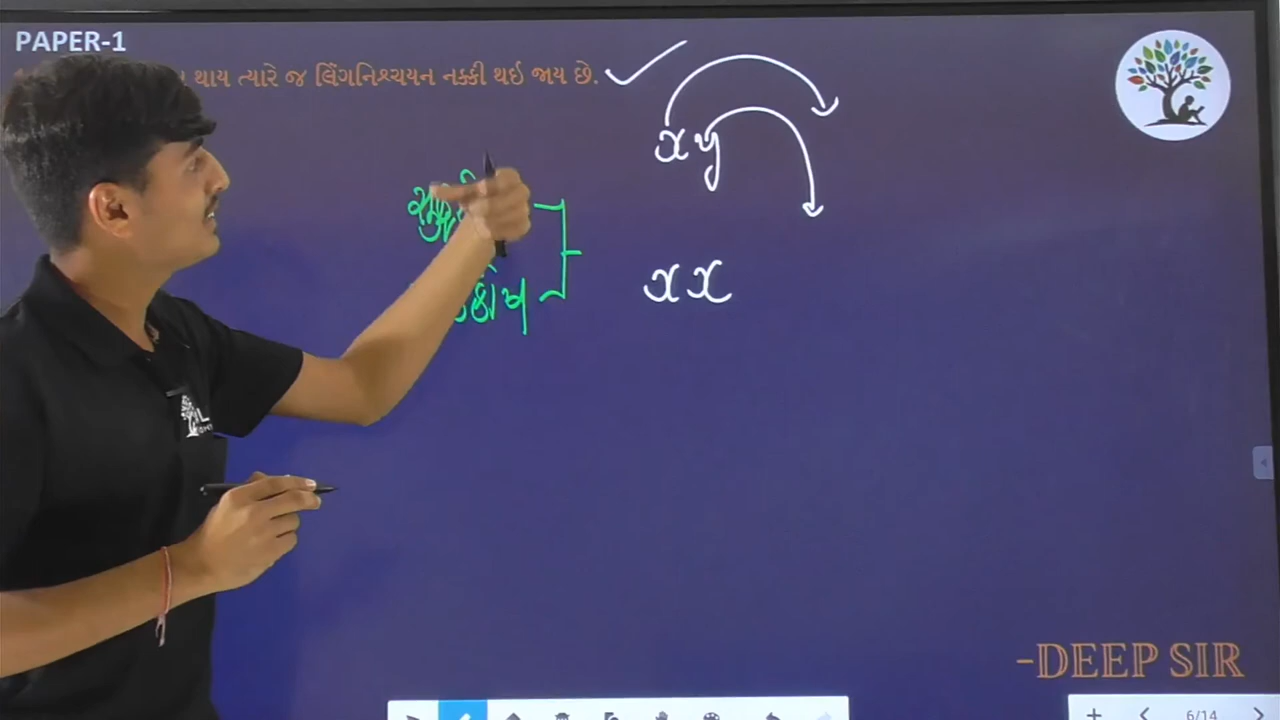 PAPER-1
થાય ત્યારે જ લિંગનિશ્ચયન નક્કી થઈ જાય છે.
xy
xx
-DEEP SIR
6/14